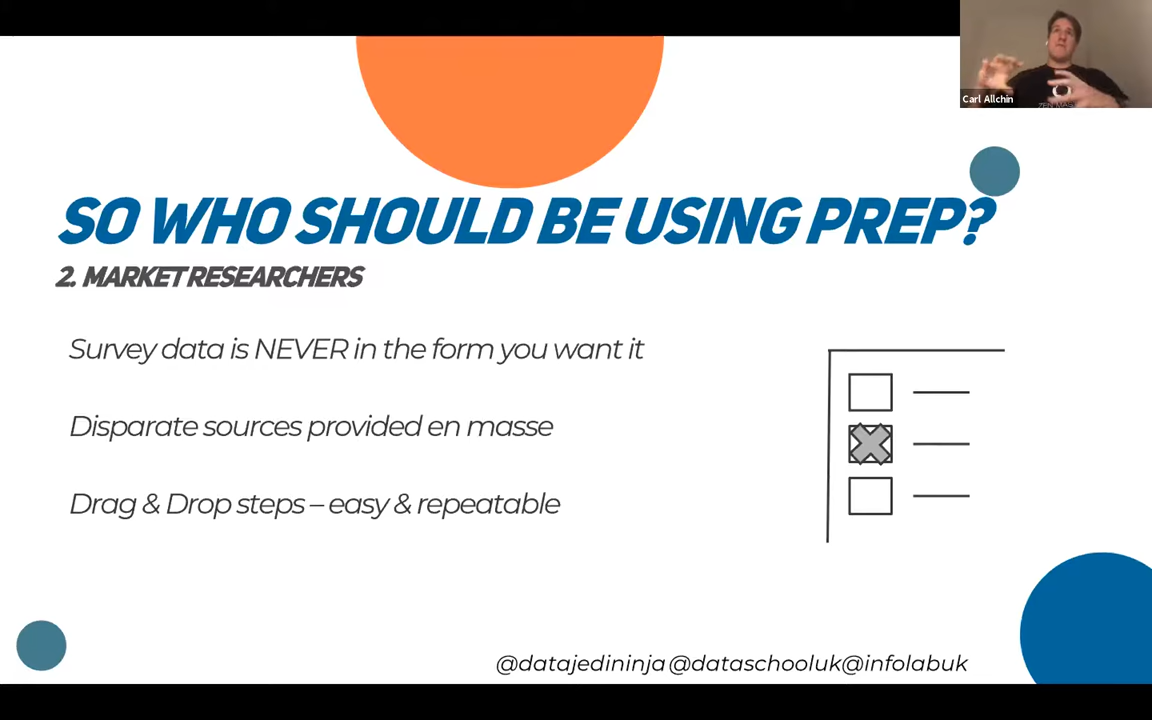 Carl Allchin
SO WHO SHOULD BE USING PREP?
2. MARKET RESEARCHERS
Survey data is NEVER in the form you want it
Disparate sources provided en masse
Drag & Drop steps – easy & repeatable
@datajedininja @dataschooluk@infolabuk